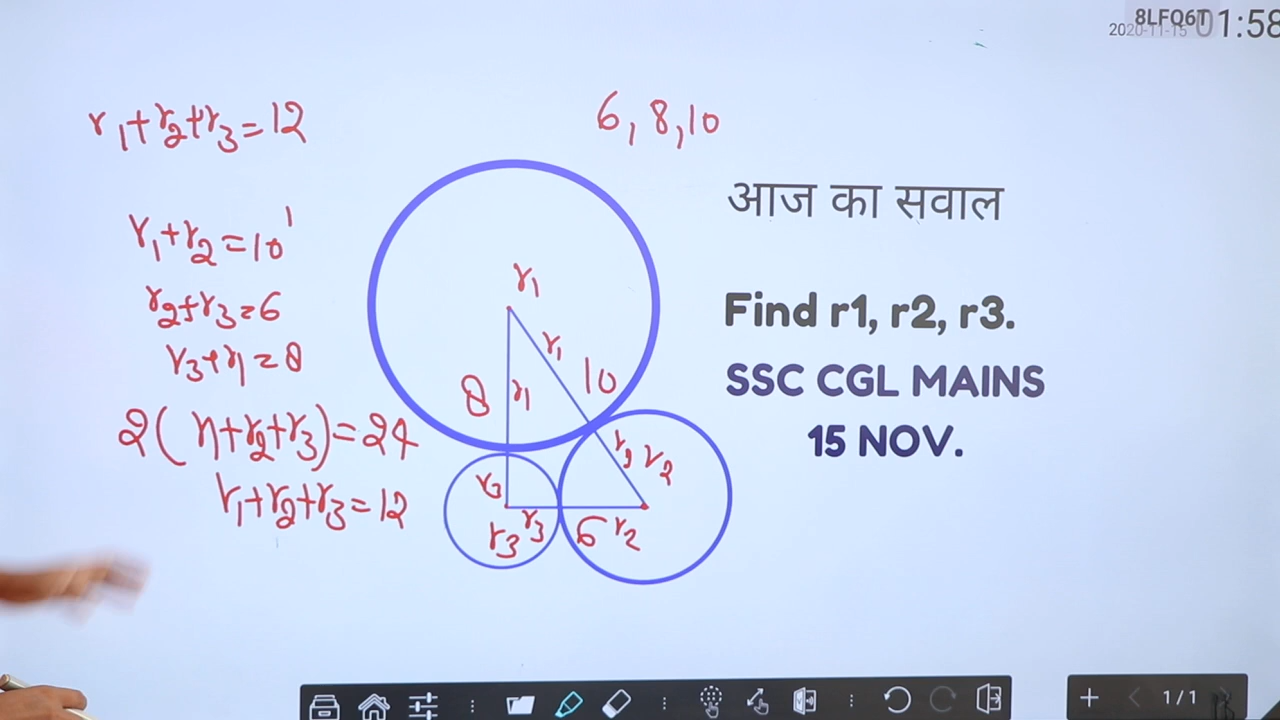 8LFQ6T
2020-11-15 01:58
r1+r2+r3=12
6, 8, 10
आज का सवाल
r1+r2=10
r1
Find r1, r2, r3.
r2+r3=6
r1
r3+r1=8
8
r1
10
SSC CGL MAINS
2(r1+r2+r3)=24
15 NOV.
r2
r2
r1+r2+r3=12
r3
r3
r3
6
r2
1/1